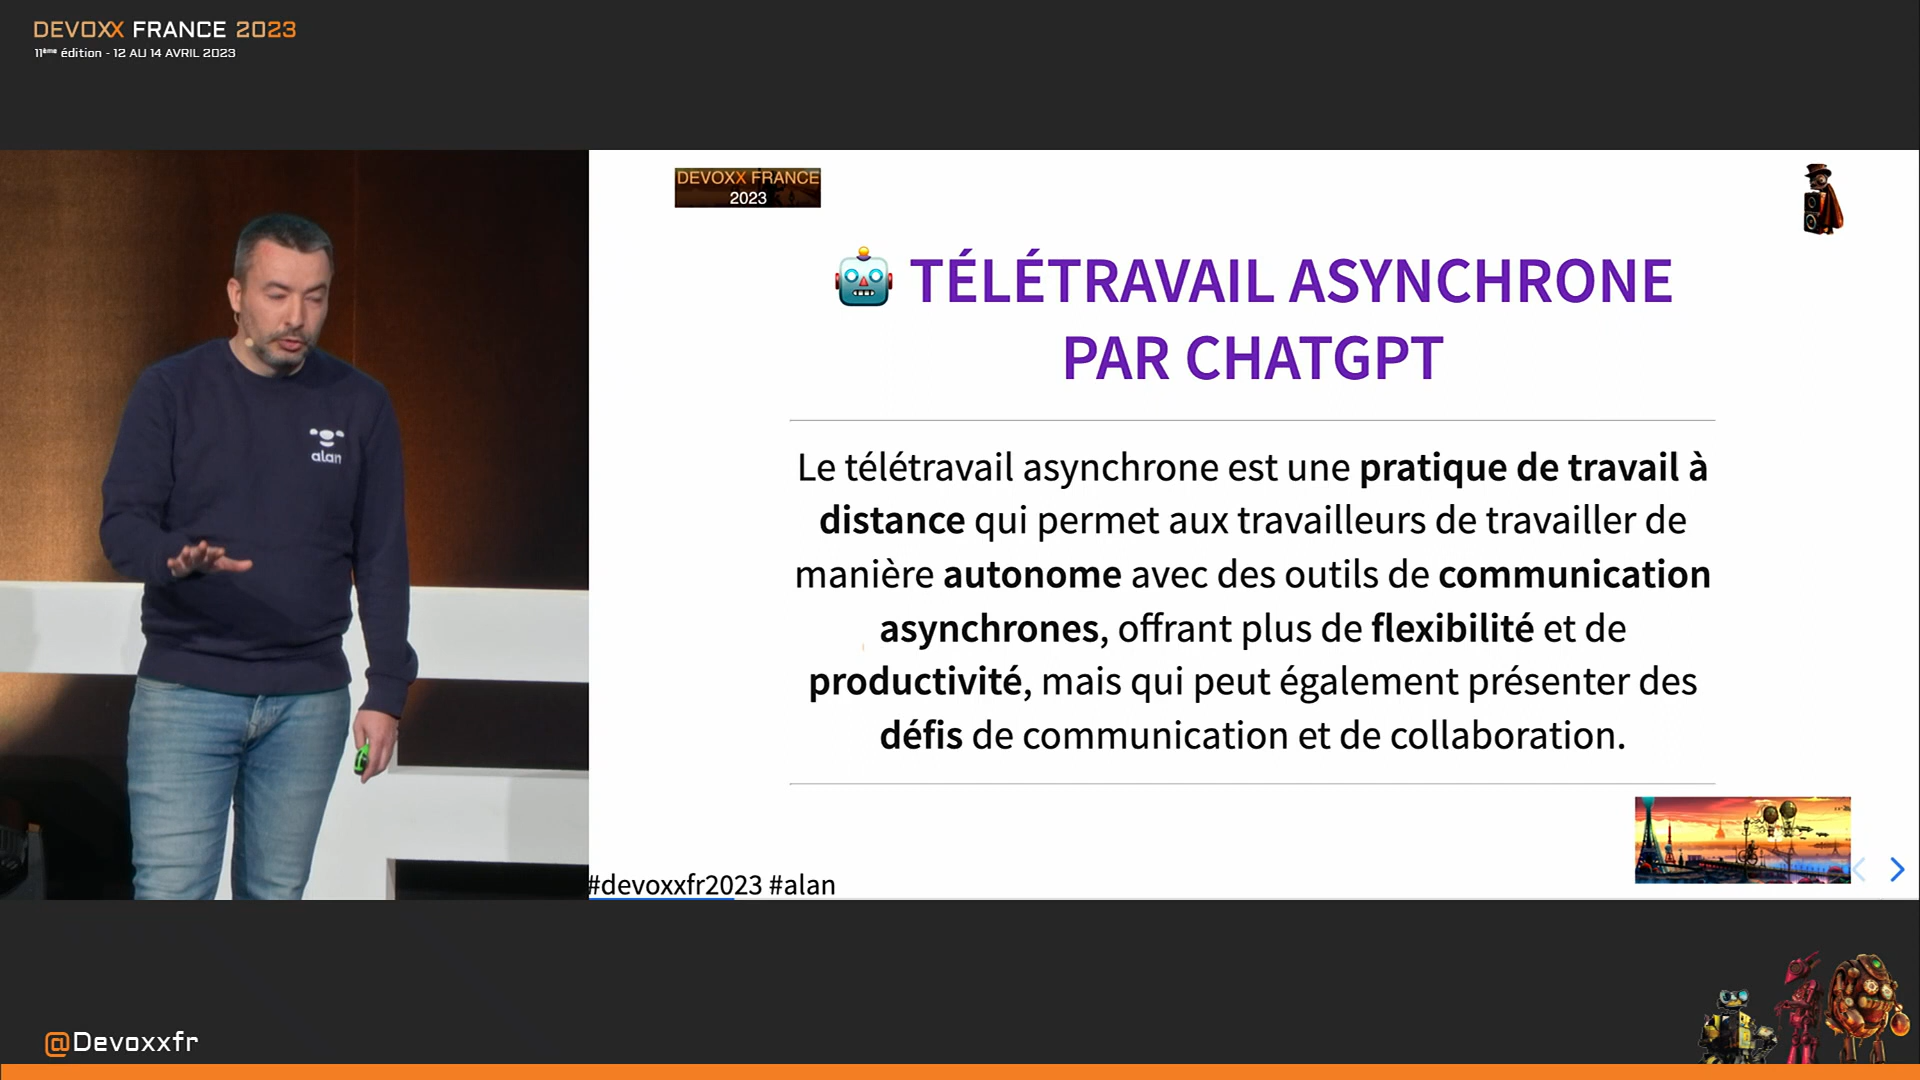 DEVOXX FRANCE 2023
11ème édition - 12 AU 14 AVRIL 2023
alan
DEVOXX FRANCE
2023
TÉLÉTRAVAIL ASYNCHRONE
PAR CHATGPT
Le télétravail asynchrone est une pratique de travail à
distance qui permet aux travailleurs de travailler de
manière autonome avec des outils de communication
asynchrones, offrant plus de flexibilité et de
productivité, mais qui peut également présenter des
défis de communication et de collaboration.
#devoxxfr2023 #alan
@Devoxxfr